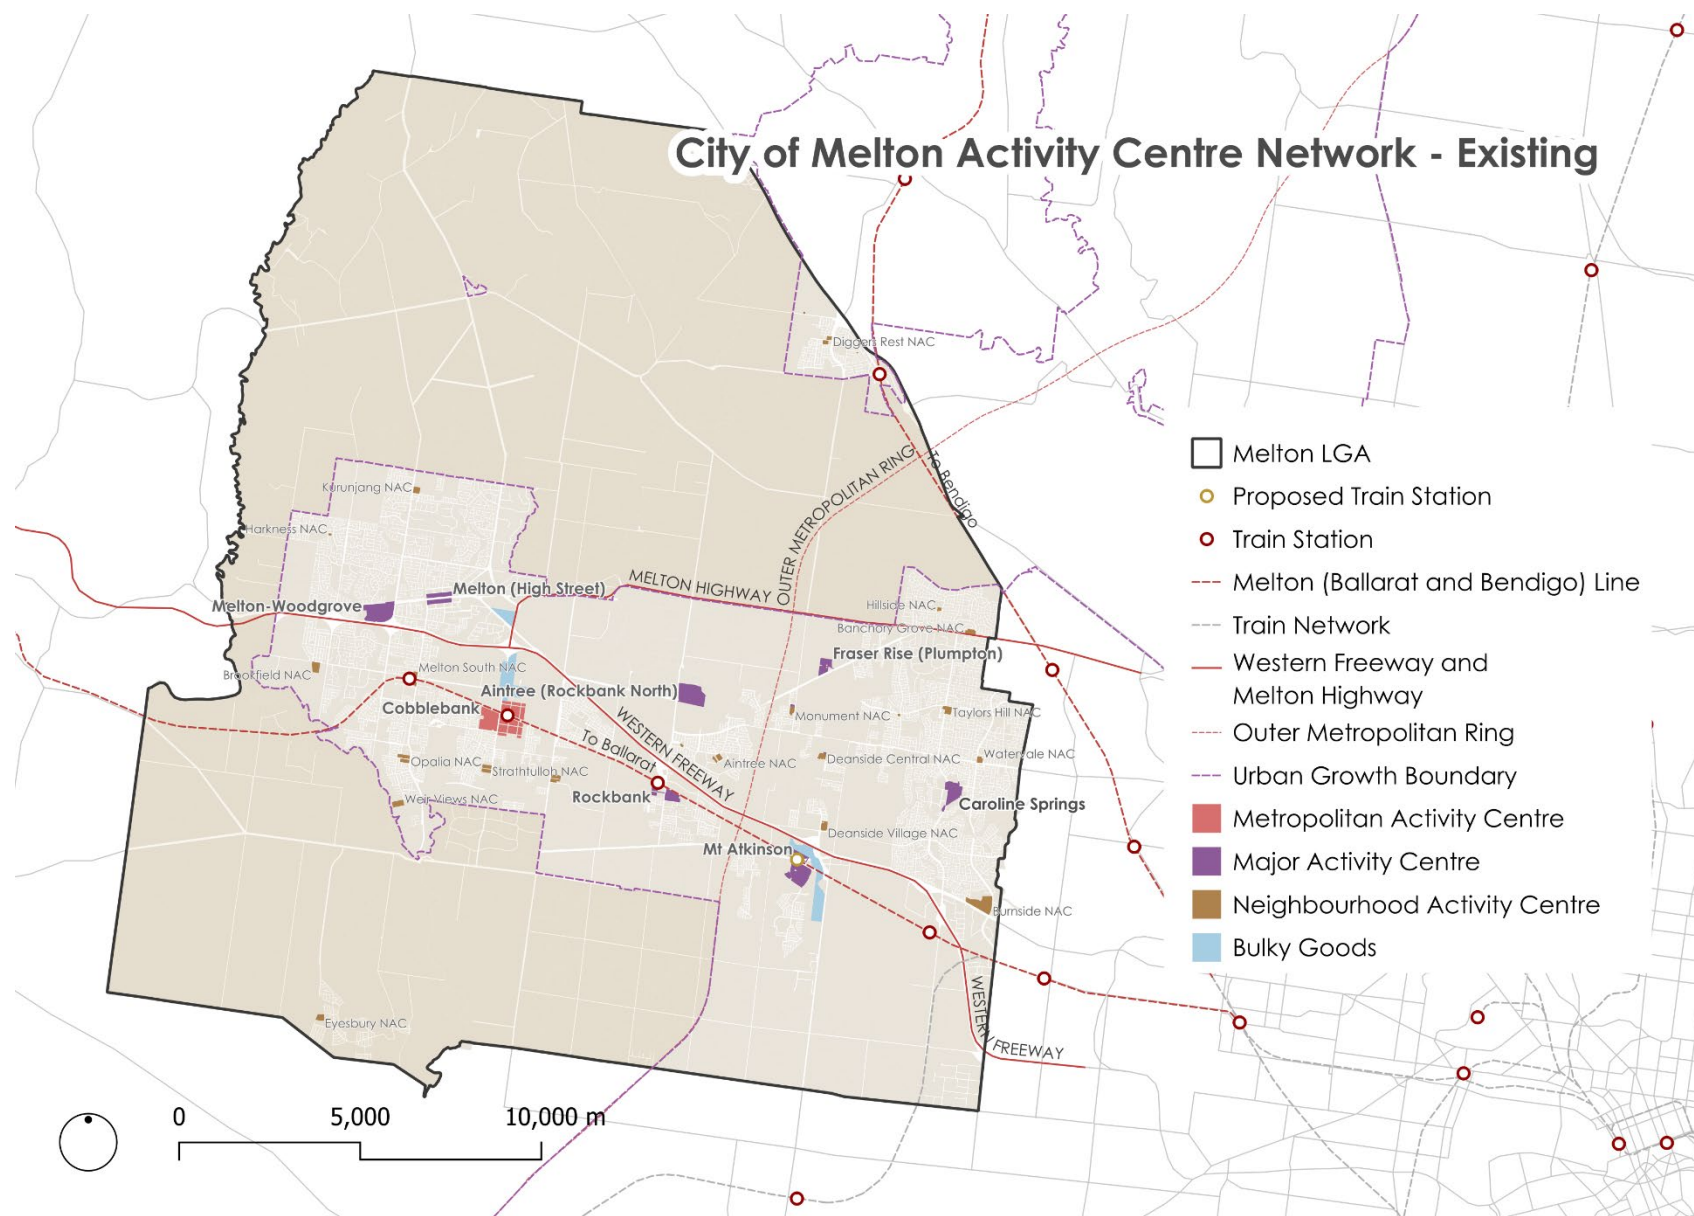 City of Melton Activity Centre Network - Existing
Diggers Rest NAC
To Bendigo
OUTER METROPOLITAN RING
Kurunjang NAC
Harkness NAC
MELTON HIGHWAY
Melton (High Street)
Melton-Woodgrove
Hillside NAC
Banchory Grove NAC
Fraser Rise (Plumpton)
Brookfield NAC
Melton South NAC
Aintree (Rockbank North)
Cobblebank
Monument NAC
Taylors Hill NAC
WESTERN FREEWAY
To Ballarat
Opalia NAC
Strathtulloh NAC
Aintree NAC
Deanside Central NAC
Watervale NAC
Weir Views NAC
Rockbank
Caroline Springs
Deanside Village NAC
Mt Atkinson
Burnside NAC
Eyesbury NAC
WESTERN FREEWAY
Melton LGA
Proposed Train Station
Train Station
Melton (Ballarat and Bendigo) Line
Train Network
Western Freeway and
Melton Highway
Outer Metropolitan Ring
Urban Growth Boundary
Metropolitan Activity Centre
Major Activity Centre
Neighbourhood Activity Centre
Bulky Goods
0 5,000 10,000 m